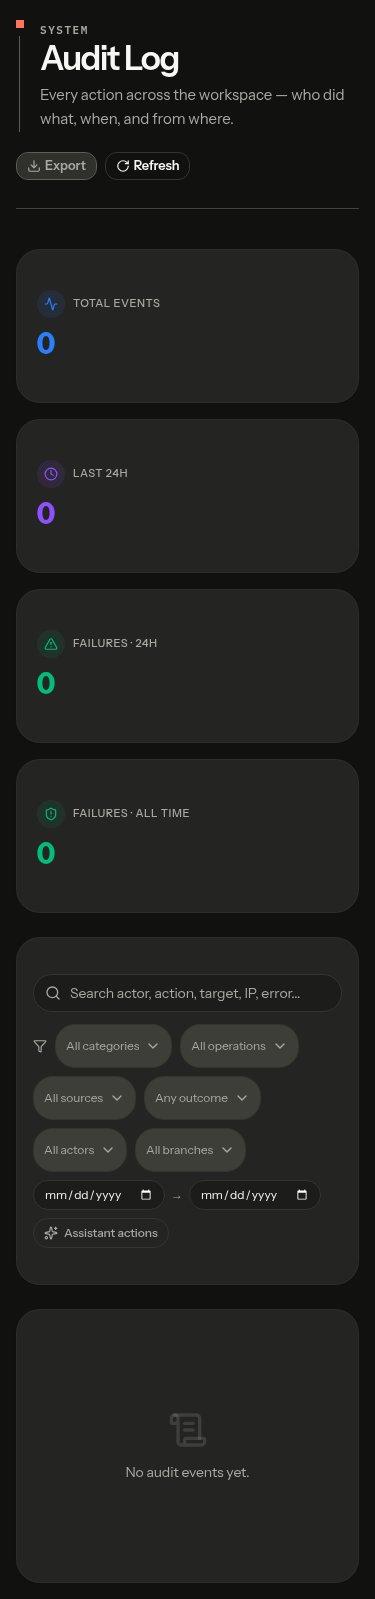 SYSTEM
Audit Log
Every action across the workspace — who did
what, when, and from where.
Export
Refresh
TOTAL EVENTS
0
LAST 24H
0
FAILURES · 24H
0
FAILURES · ALL TIME
0
Search actor, action, target, IP, error...
All categories
All operations
All sources
Any outcome
All actors
All branches
mm/dd/yyyy → mm/dd/yyyy
Assistant actions
No audit events yet.